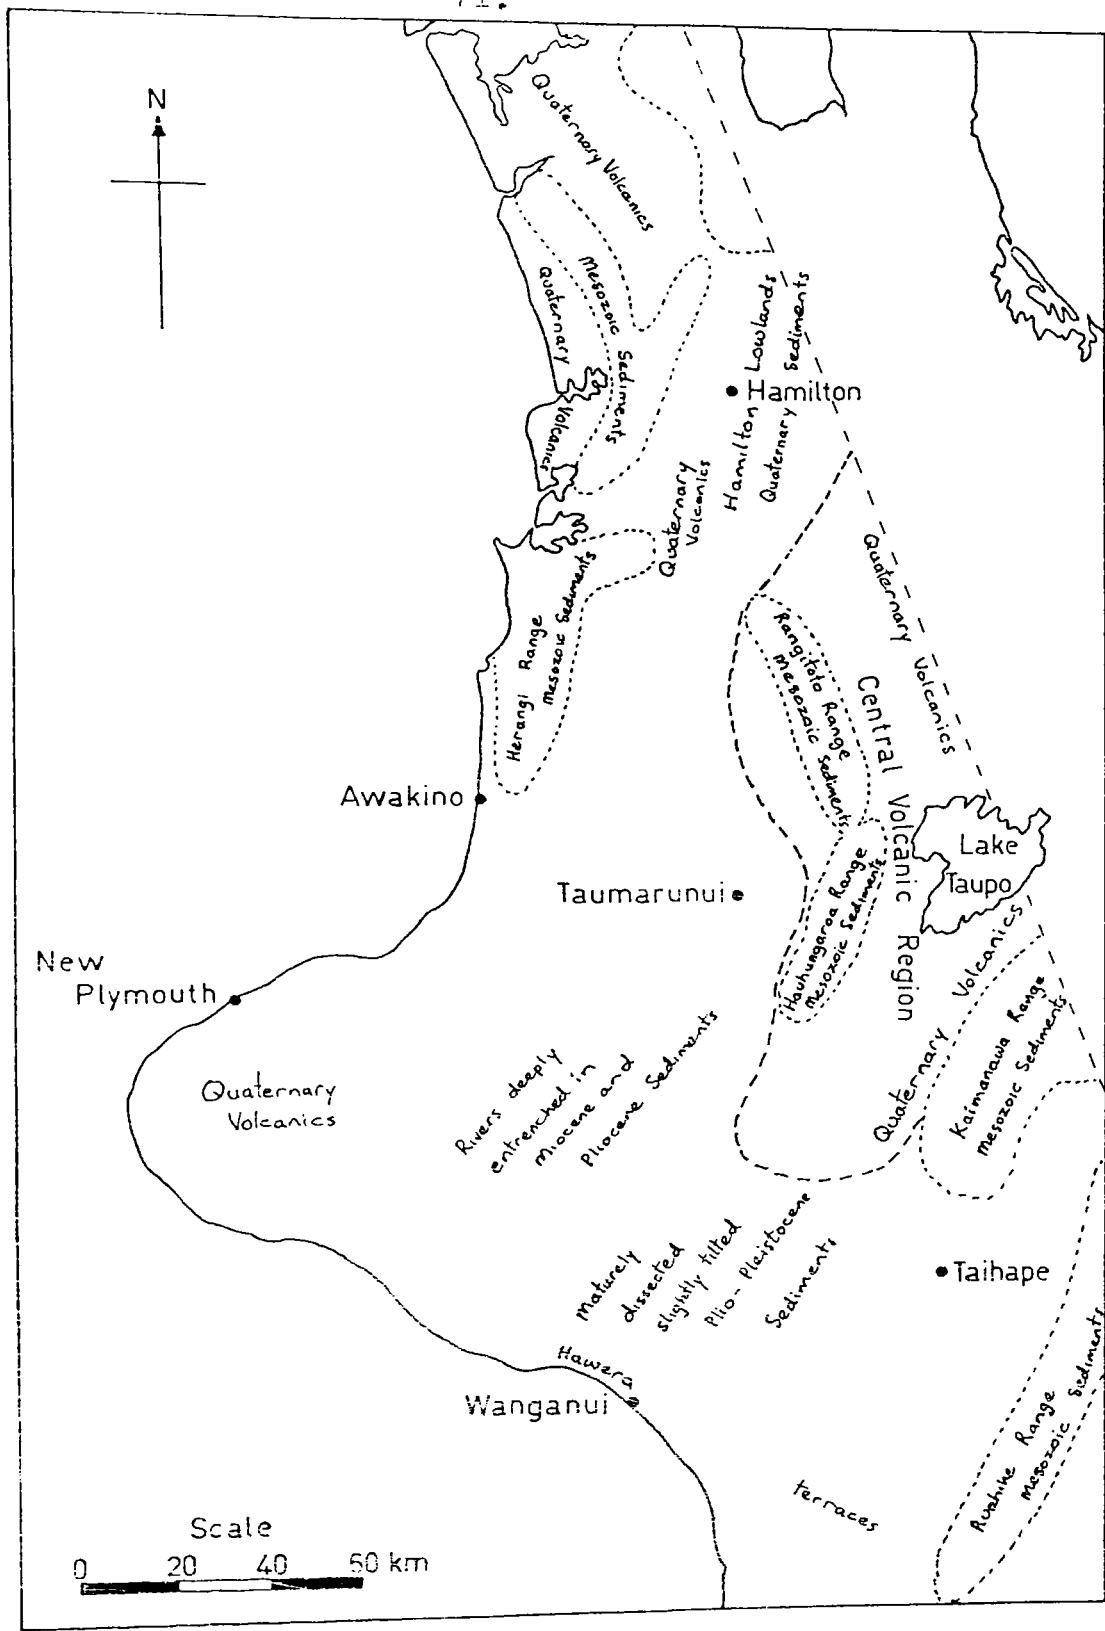 71.
N
Quaternary Volcanics
Mesozoic Sediments
Quaternary Volcanics
Hamilton Lowlands
Quaternary Sediments
Hamilton
Quaternary
Volcanics
Herangi Range
Mesozoic Sediments
Quaternary Volcanics
Rangitoto Range
Mesozoic Sediments
Central Volcanic Region
Awakino
Lake
Taupo
Hauhungaroa Range
Mesozoic Sediments
Taumarunui
New
Plymouth
Quaternary Volcanics
Kaimanawa Range
Mesozoic Sediments
Quaternary
Volcanics
Rivers deeply
entrenched in
Miocene and
Pliocene Sediments
Maturely
dissected
slightly tilted
Plio-Pleistocene
Sediments
Taihape
Hawera
Wanganui
terraces
Ruahine Range
Mesozoic Sediments
Scale
0 20 40 60 km